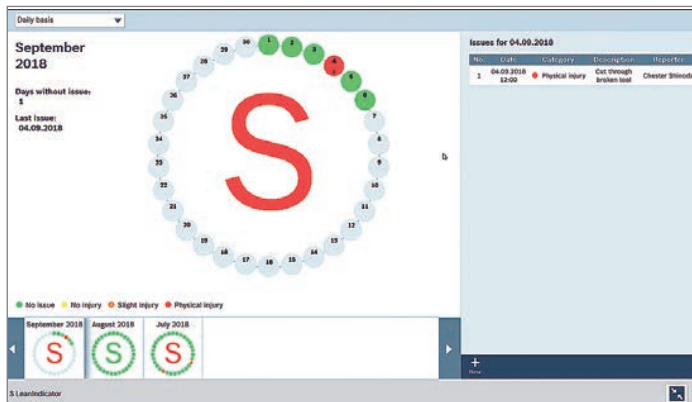 Daily basis
September
2018
Days without issue:
1
Last issue:
04.09.2018
S
1
2
3
4
5
6
7
8
9
10
11
12
13
14
15
16
17
18
19
20
21
22
23
24
25
26
27
28
29
30
No issue
No injury
Slight injury
Physical injury
September 2018
August 2018
July 2018
S
S
S
S LeanIndicator
Issues for 04.09.2018
No. Date Category Description Reporter
1 04.09.2018 12:00 Physical injury Cut through broken tool Chester Shinoda
+
New